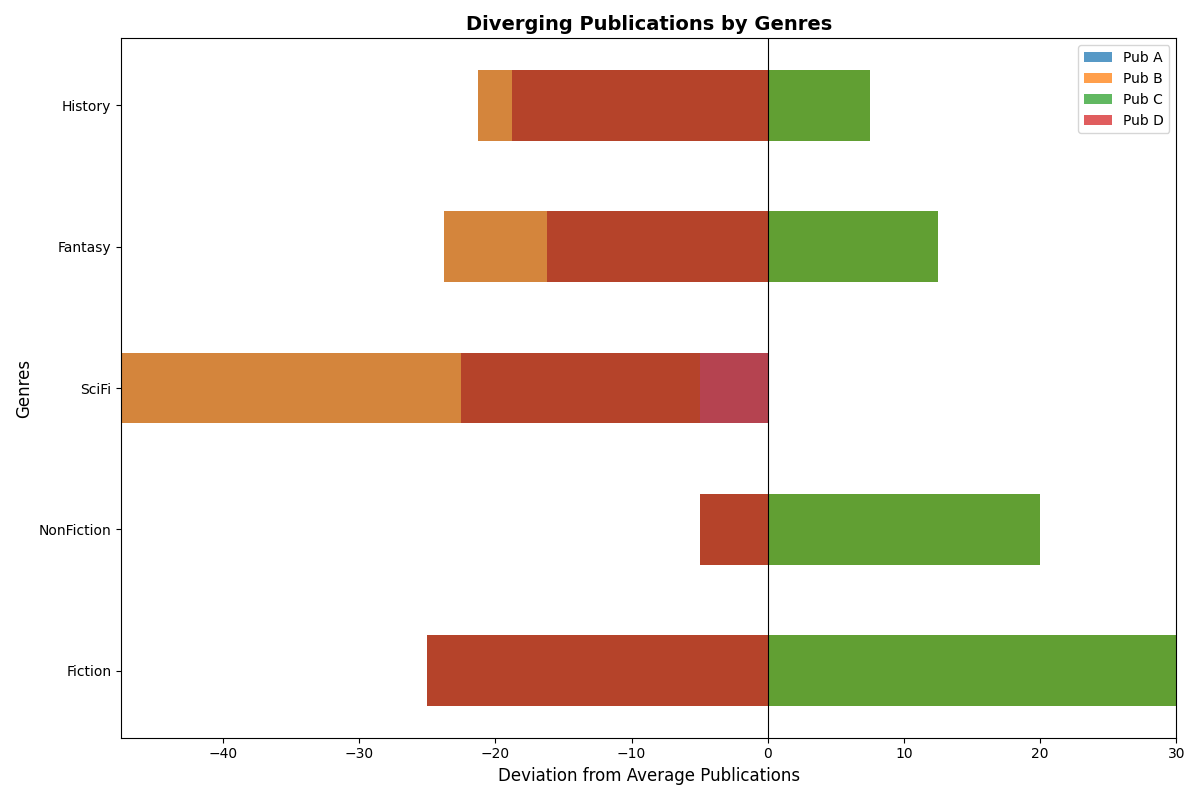 Diverging Publications by Genres
Pub A
Pub B
Pub C
Pub D
Genres
History
Fantasy
SciFi
NonFiction
Fiction
−40
−30
−20
−10
0
10
20
30
Deviation from Average Publications